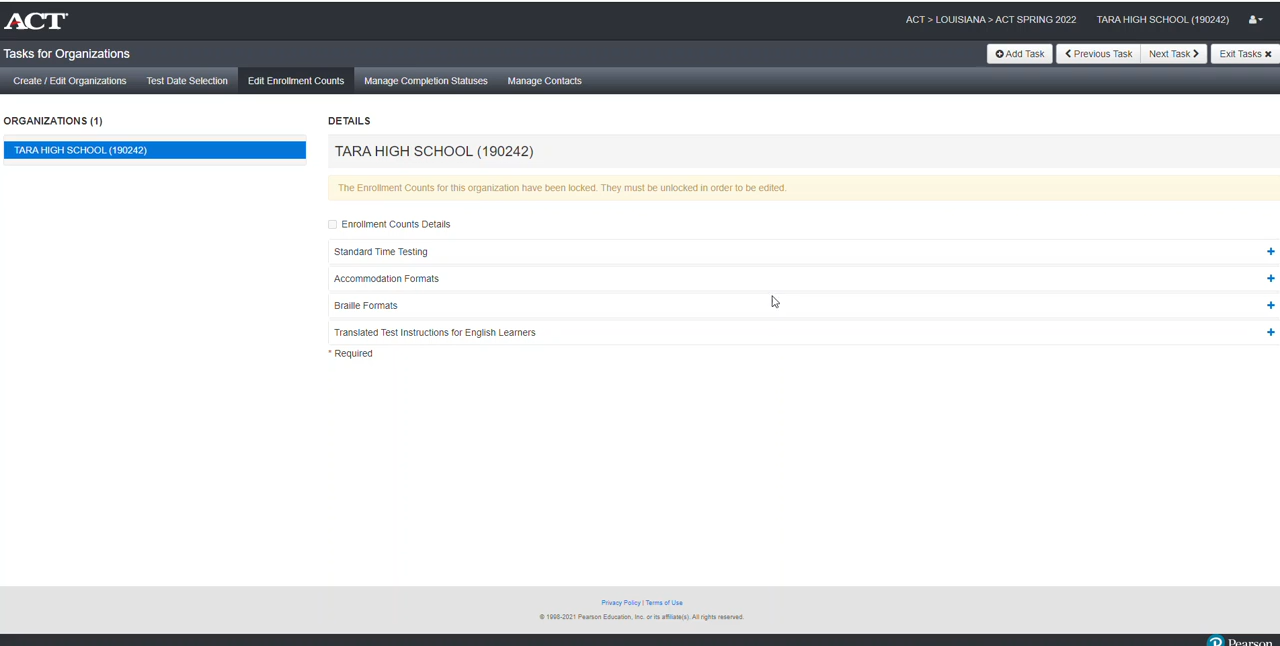 ACT
ACT > LOUISIANA > ACT SPRING 2022 TARA HIGH SCHOOL (190242)
Tasks for Organizations
Add Task Previous Task Next Task Exit Tasks
Create / Edit Organizations Test Date Selection Edit Enrollment Counts Manage Completion Statuses Manage Contacts
ORGANIZATIONS (1)
TARA HIGH SCHOOL (190242)
DETAILS
TARA HIGH SCHOOL (190242)
The Enrollment Counts for this organization have been locked. They must be unlocked in order to be edited.
Enrollment Counts Details
Standard Time Testing
Accommodation Formats
Braille Formats
Translated Test Instructions for English Learners
* Required
Privacy Policy | Terms of Use
© 1998-2021 Pearson Education, Inc. or its affiliate(s). All rights reserved.
Pearson